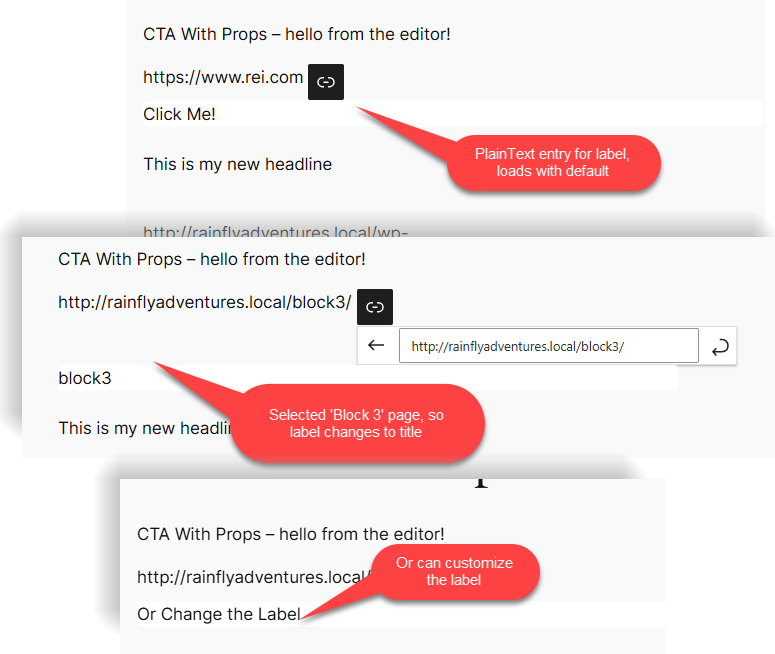 CTA With Props – hello from the editor!
https://www.rei.com
Click Me!
PlainText entry for label,
loads with default
This is my new headline
http://rainflyadventures.local/wp-
CTA With Props – hello from the editor!
http://rainflyadventures.local/block3/
http://rainflyadventures.local/block3/
block3
Selected 'Block 3' page, so
label changes to title
This is my new headli
CTA With Props – hello from the editor!
Or can customize
the label
http://rainflyadventures.local/
Or Change the Label